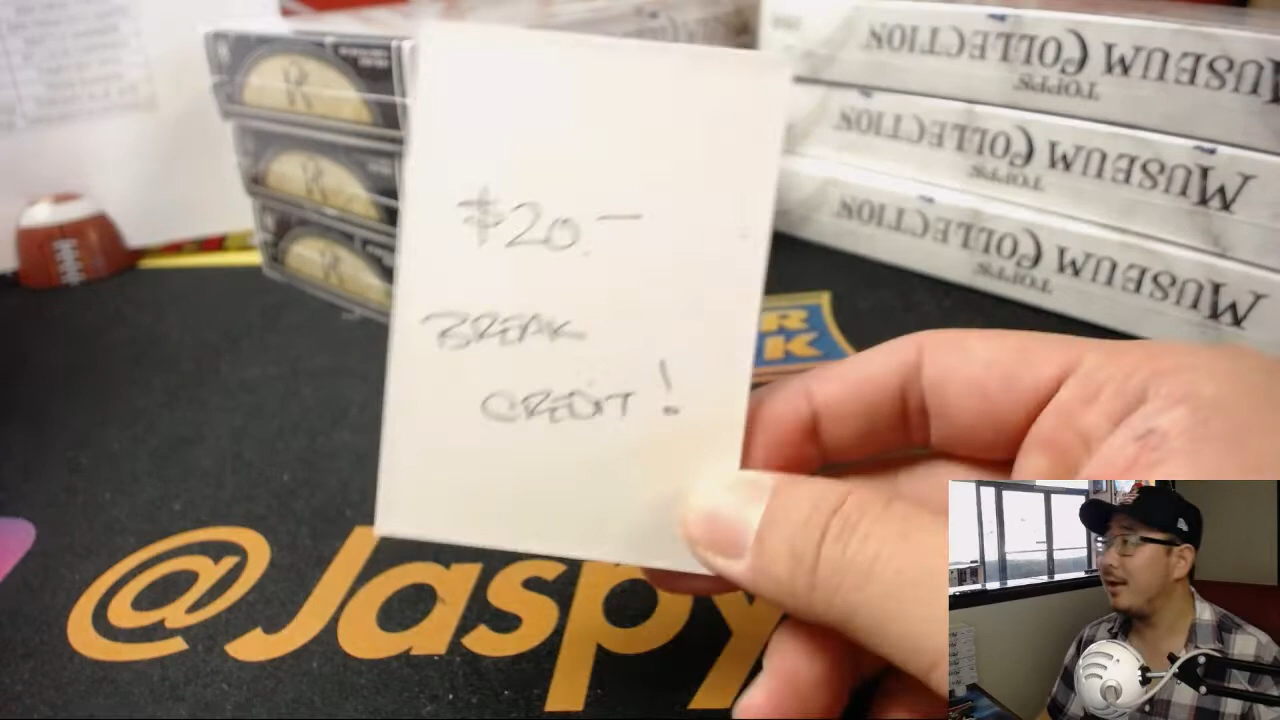 MUSEUM COLLECTION
TOPPS
MUSEUM COLLECTION
TOPPS
MUSEUM COLLECTION
TOPPS
R
R
R
$20.—
BREAK
CREDIT!
R
K
@Jaspy